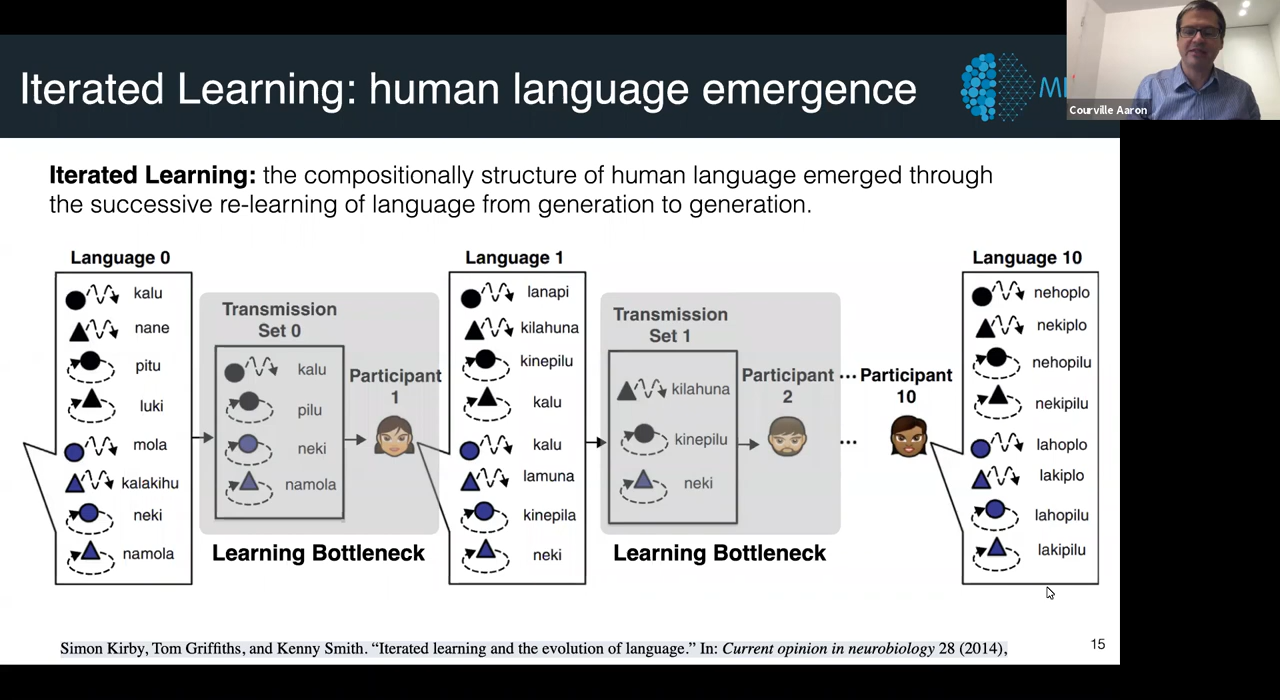 Iterated Learning: human language emergence
Courville Aaron
Iterated Learning: the compositionally structure of human language emerged through
the successive re-learning of language from generation to generation.
Language 0
kalu
nane
pitu
luki
mola
kalakihu
neki
namola
Transmission
Set 0
kalu
pilu
neki
namola
Learning Bottleneck
Participant
1
Language 1
lanapi
kilahuna
kinepilu
kalu
kalu
lamuna
kinepila
neki
Transmission
Set 1
kilahuna
kinepilu
neki
Learning Bottleneck
Participant
2
...
...
Participant
10
Language 10
nehoplo
nekiplo
nehopilu
nekipilu
lahoplo
lakiplo
lahopilu
lakipilu
Simon Kirby, Tom Griffiths, and Kenny Smith. “Iterated learning and the evolution of language.” In: Current opinion in neurobiology 28 (2014),
15